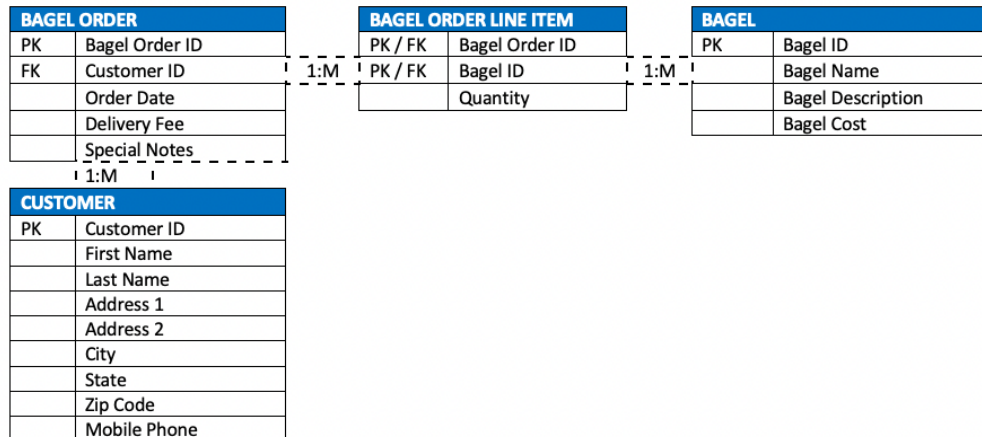 BAGEL ORDER
PK Bagel Order ID
FK Customer ID
Order Date
Delivery Fee
Special Notes
1:M
BAGEL ORDER LINE ITEM
PK / FK Bagel Order ID
PK / FK Bagel ID
Quantity
1:M
BAGEL
PK Bagel ID
Bagel Name
Bagel Description
Bagel Cost
1:M
CUSTOMER
PK Customer ID
First Name
Last Name
Address 1
Address 2
City
State
Zip Code
Mobile Phone